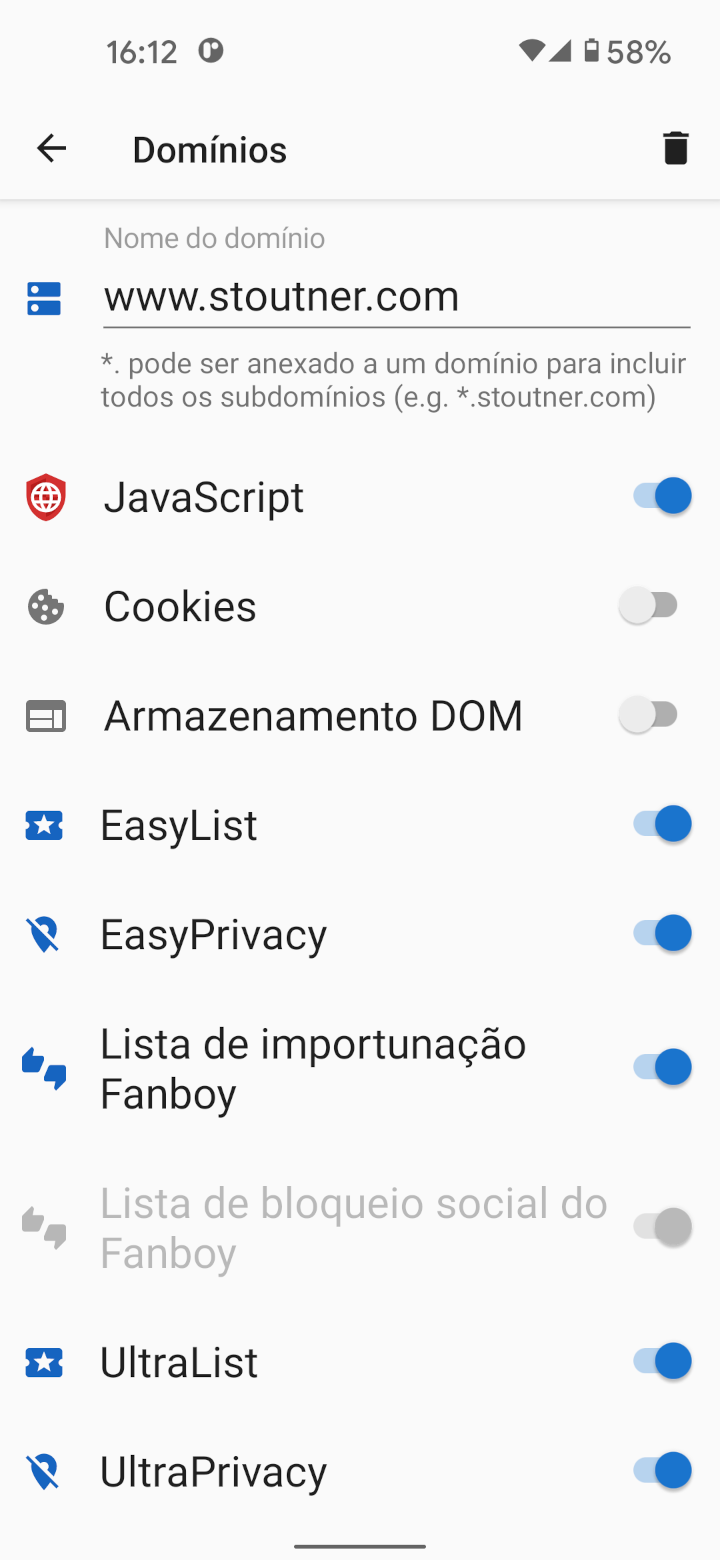 16:12
58%
Domínios
Nome do domínio
www.stoutner.com
*. pode ser anexado a um domínio para incluir
todos os subdomínios (e.g. *.stoutner.com)
JavaScript
Cookies
Armazenamento DOM
EasyList
EasyPrivacy
Lista de importunação
Fanboy
Lista de bloqueio social do
Fanboy
UltraList
UltraPrivacy